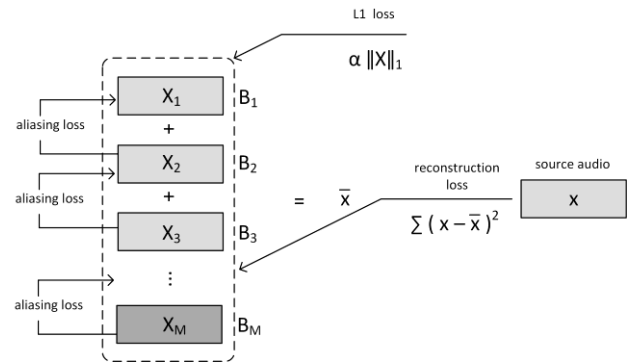 L1 loss
α ‖X‖₁
X₁ B₁
aliasing loss
+
X₂ B₂
aliasing loss
+
X₃ B₃
= x̅
reconstruction
loss
∑ ( x – x̅ )²
source audio
x
⋮
aliasing loss
X_M B_M